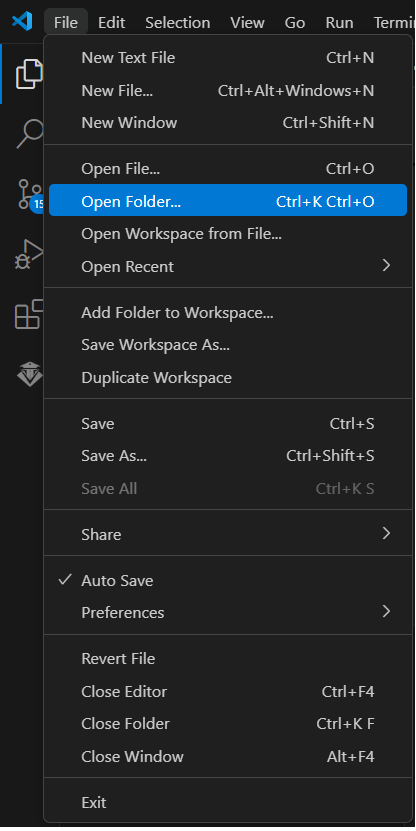 File Edit Selection View Go Run Termi
New Text File Ctrl+N
New File... Ctrl+Alt+Windows+N
New Window Ctrl+Shift+N
Open File... Ctrl+O
Open Folder... Ctrl+K Ctrl+O
Open Workspace from File...
Open Recent
Add Folder to Workspace...
Save Workspace As...
Duplicate Workspace
Save Ctrl+S
Save As... Ctrl+Shift+S
Save All Ctrl+K S
Share
Auto Save
Preferences
Revert File
Close Editor Ctrl+F4
Close Folder Ctrl+K F
Close Window Alt+F4
Exit